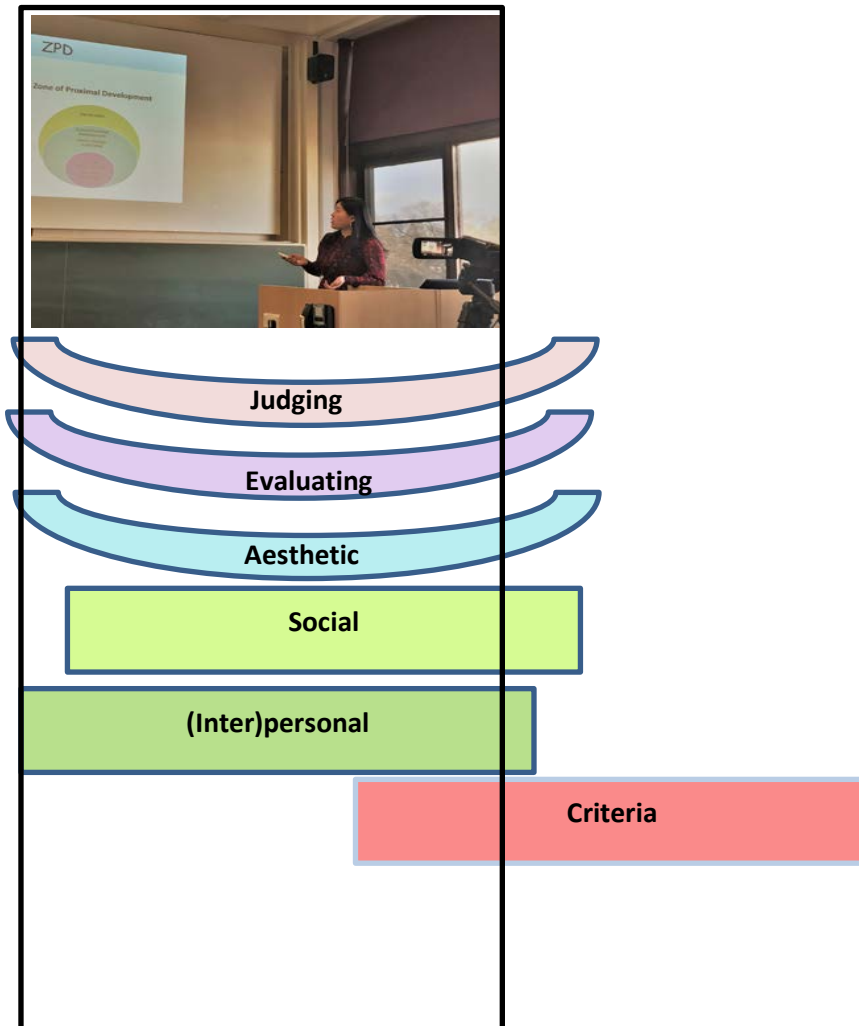 ZPD
Zone of Proximal Development
Judging
Evaluating
Aesthetic
Social
(Inter)personal
Criteria